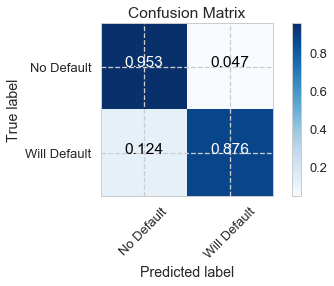 Confusion Matrix
True label
No Default
Will Default
0.953
0.047
0.124
0.876
No Default
Will Default
Predicted label
0.8
0.6
0.4
0.2